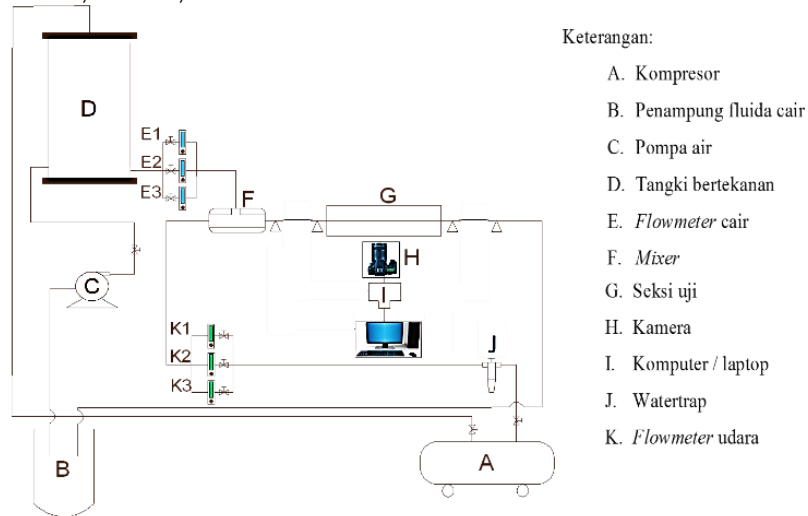 D
E1
E2
E3
F
G
H
I
C
K1
K2
K3
J
B
A
Keterangan:
A. Kompresor
B. Penampung fluida cair
C. Pompa air
D. Tangki bertekanan
E. Flowmeter cair
F. Mixer
G. Seksi uji
H. Kamera
I. Komputer / laptop
J. Watertrap
K. Flowmeter udara